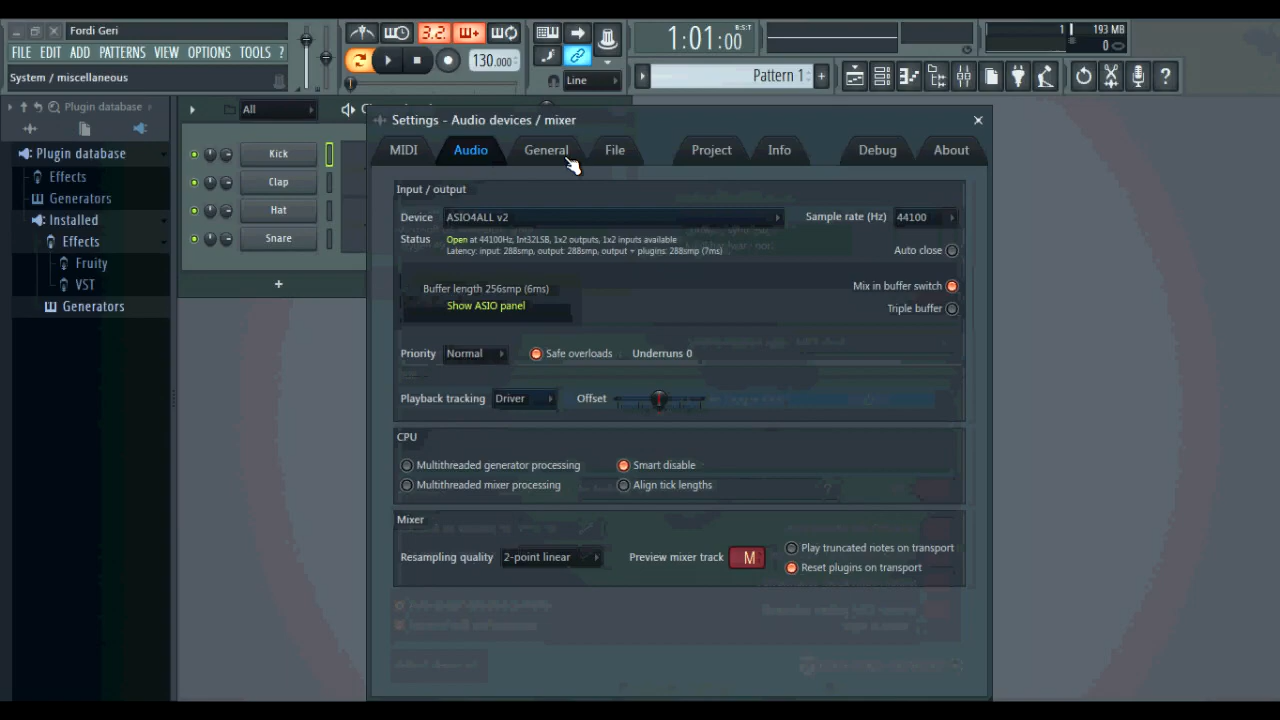 Fordi Geri
FILE EDIT ADD PATTERNS VIEW OPTIONS TOOLS ?
System / miscellaneous
3.2.
130.000
Line
1:01:00
B:S:T
Pattern 1
+
1
193 MB
0
?
Plugin database
All
Plugin database
Effects
Generators
Installed
Effects
Fruity
VST
Generators
Kick
Clap
Hat
Snare
+
Settings - Audio devices / mixer
MIDI Audio General File Project Info Debug About
Input / output
Device ASIO4ALL v2 Sample rate (Hz) 44100
Status Open at 44100Hz, Int32LSB, 1x2 outputs, 1x2 inputs available
Latency: input: 288smp, output: 288smp, output + plugins: 288smp (7ms)
Auto close
Buffer length 256smp (6ms)
Show ASIO panel
Mix in buffer switch
Triple buffer
Priority Normal Safe overloads Underruns 0
Playback tracking Driver Offset
CPU
Multithreaded generator processing Smart disable
Multithreaded mixer processing Align tick lengths
Mixer
Resampling quality 2-point linear Preview mixer track M
Play truncated notes on transport
Reset plugins on transport